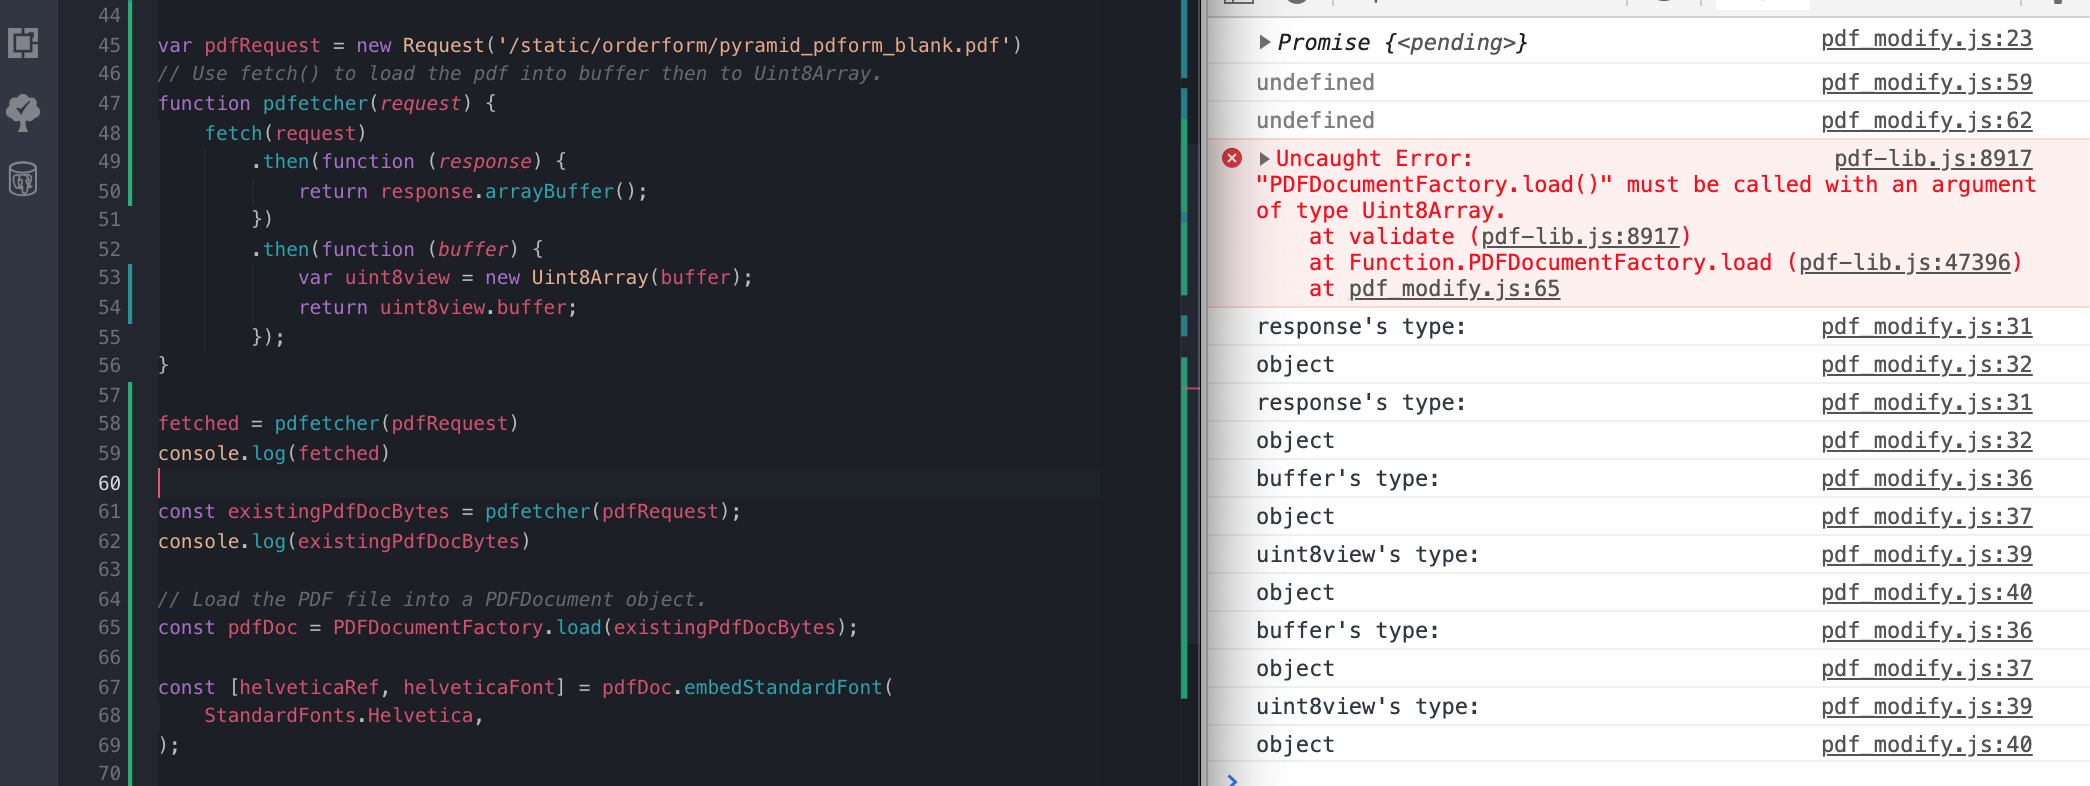 44
45 var pdfRequest = new Request('/static/orderform/pyramid_pdform_blank.pdf')
46 // Use fetch() to load the pdf into buffer then to Uint8Array.
47 function pdfetcher(request) {
48     fetch(request)
49         .then(function (response) {
50             return response.arrayBuffer();
51         })
52         .then(function (buffer) {
53             var uint8view = new Uint8Array(buffer);
54             return uint8view.buffer;
55         });
56 }
57
58 fetched = pdfetcher(pdfRequest)
59 console.log(fetched)
60
61 const existingPdfDocBytes = pdfetcher(pdfRequest);
62 console.log(existingPdfDocBytes)
63
64 // Load the PDF file into a PDFDocument object.
65 const pdfDoc = PDFDocumentFactory.load(existingPdfDocBytes);
66
67 const [helveticaRef, helveticaFont] = pdfDoc.embedStandardFont(
68     StandardFonts.Helvetica,
69 );
70
Promise {<pending>} pdf_modify.js:23
undefined pdf_modify.js:59
undefined pdf_modify.js:62
Uncaught Error: pdf-lib.js:8917
"PDFDocumentFactory.load()" must be called with an argument
of type Uint8Array.
    at validate (pdf-lib.js:8917)
    at Function.PDFDocumentFactory.load (pdf-lib.js:47396)
    at pdf_modify.js:65
response's type: pdf_modify.js:31
object pdf_modify.js:32
response's type: pdf_modify.js:31
object pdf_modify.js:32
buffer's type: pdf_modify.js:36
object pdf_modify.js:37
uint8view's type: pdf_modify.js:39
object pdf_modify.js:40
buffer's type: pdf_modify.js:36
object pdf_modify.js:37
uint8view's type: pdf_modify.js:39
object pdf_modify.js:40